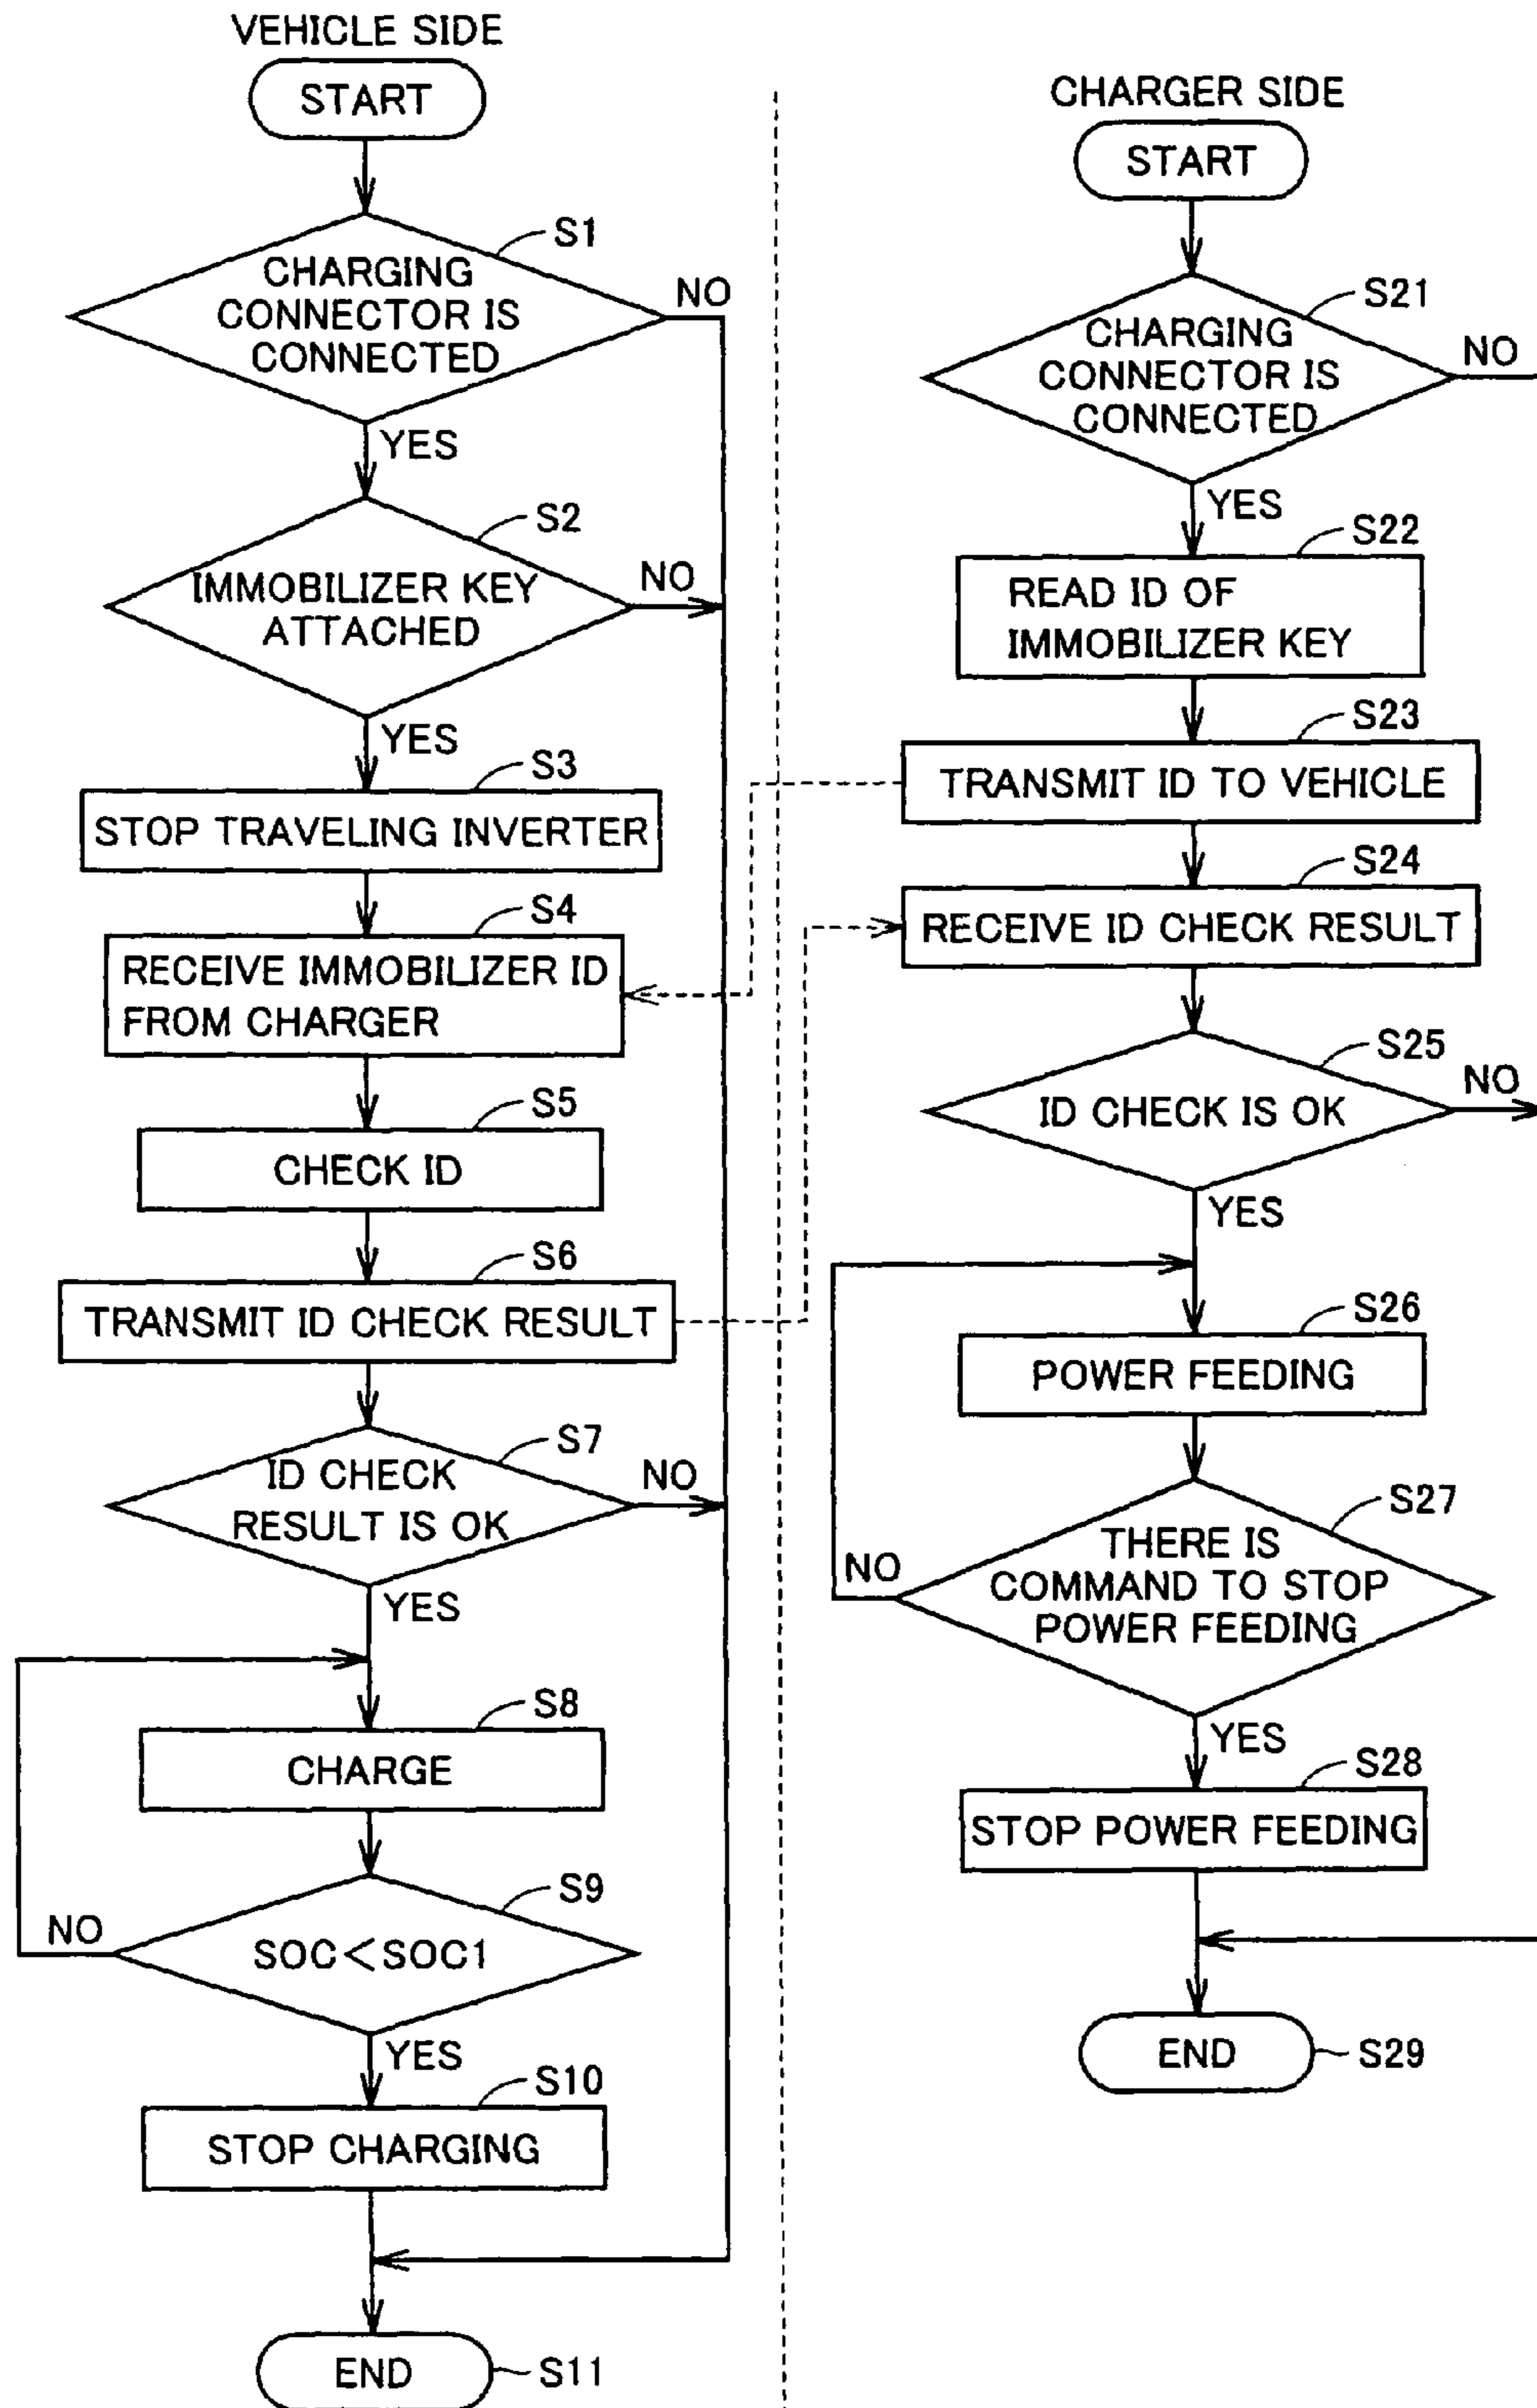 VEHICLE SIDE
START
S1
CHARGING
CONNECTOR IS
CONNECTED
NO
YES
S2
IMMOBILIZER KEY
ATTACHED
NO
YES
S3
STOP TRAVELING INVERTER
S4
RECEIVE IMMOBILIZER ID
FROM CHARGER
S5
CHECK ID
S6
TRANSMIT ID CHECK RESULT
S7
ID CHECK
RESULT IS OK
NO
YES
S8
CHARGE
S9
SOC<SOC1
NO
YES
S10
STOP CHARGING
END
S11
CHARGER SIDE
START
S21
CHARGING
CONNECTOR IS
CONNECTED
NO
YES
S22
READ ID OF
IMMOBILIZER KEY
S23
TRANSMIT ID TO VEHICLE
S24
RECEIVE ID CHECK RESULT
S25
ID CHECK IS OK
NO
YES
S26
POWER FEEDING
S27
THERE IS
COMMAND TO STOP
POWER FEEDING
NO
YES
S28
STOP POWER FEEDING
END
S29